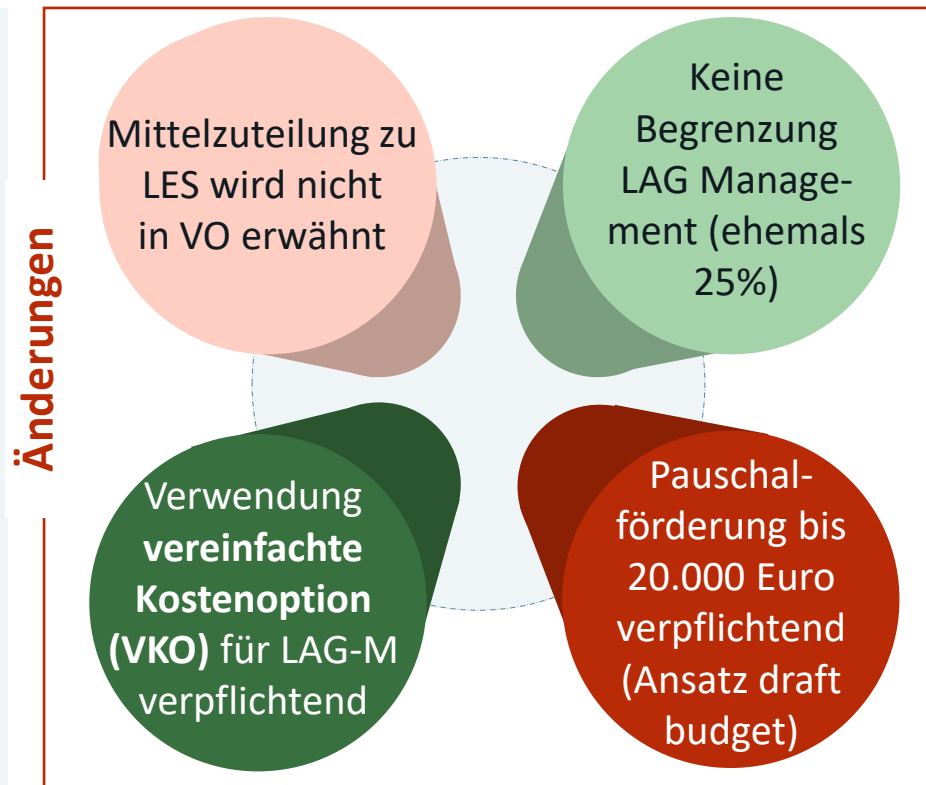 Änderungen
Mittelzuteilung zu
LES wird nicht
in VO erwähnt
Keine
Begrenzung
LAG Manage-
ment (ehemals
25%)
Verwendung
vereinfachte
Kostenoption
(VKO) für LAG-M
verpflichtend
Pauschal-
förderung bis
20.000 Euro
verpflichtend
(Ansatz draft
budget)